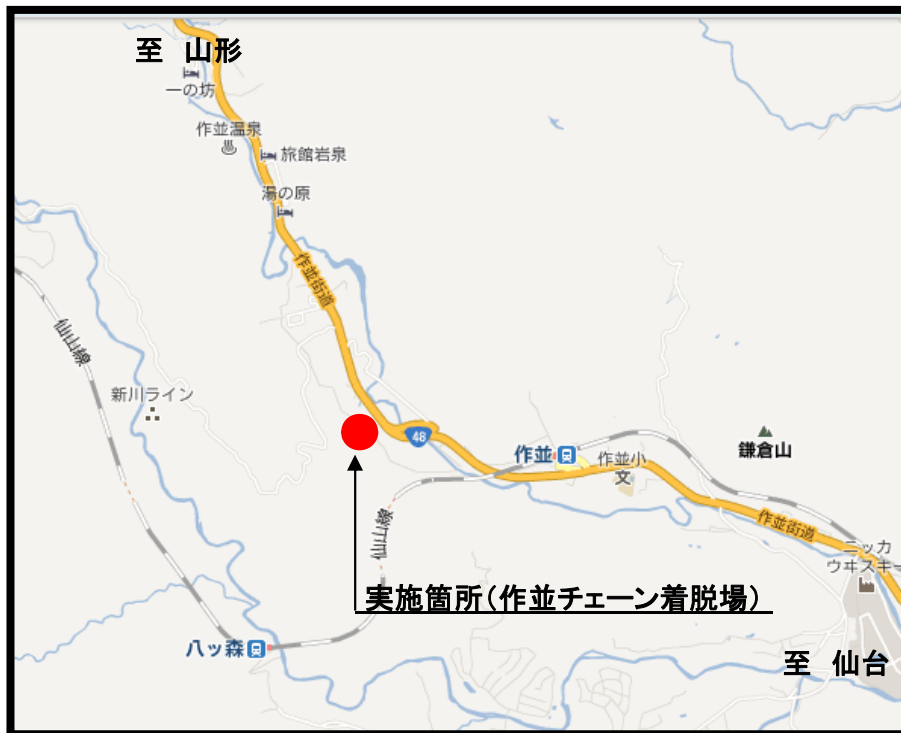 至 山形
一の坊
作並温泉
旅館岩泉
湯の原
作並街道
仙山線
新川ライン
48
作並
作並小
文
鎌倉山
仙山線
作並街道
ニッカ
ウヰスキー
実施箇所(作並チェーン着脱場)
八ッ森
至 仙台